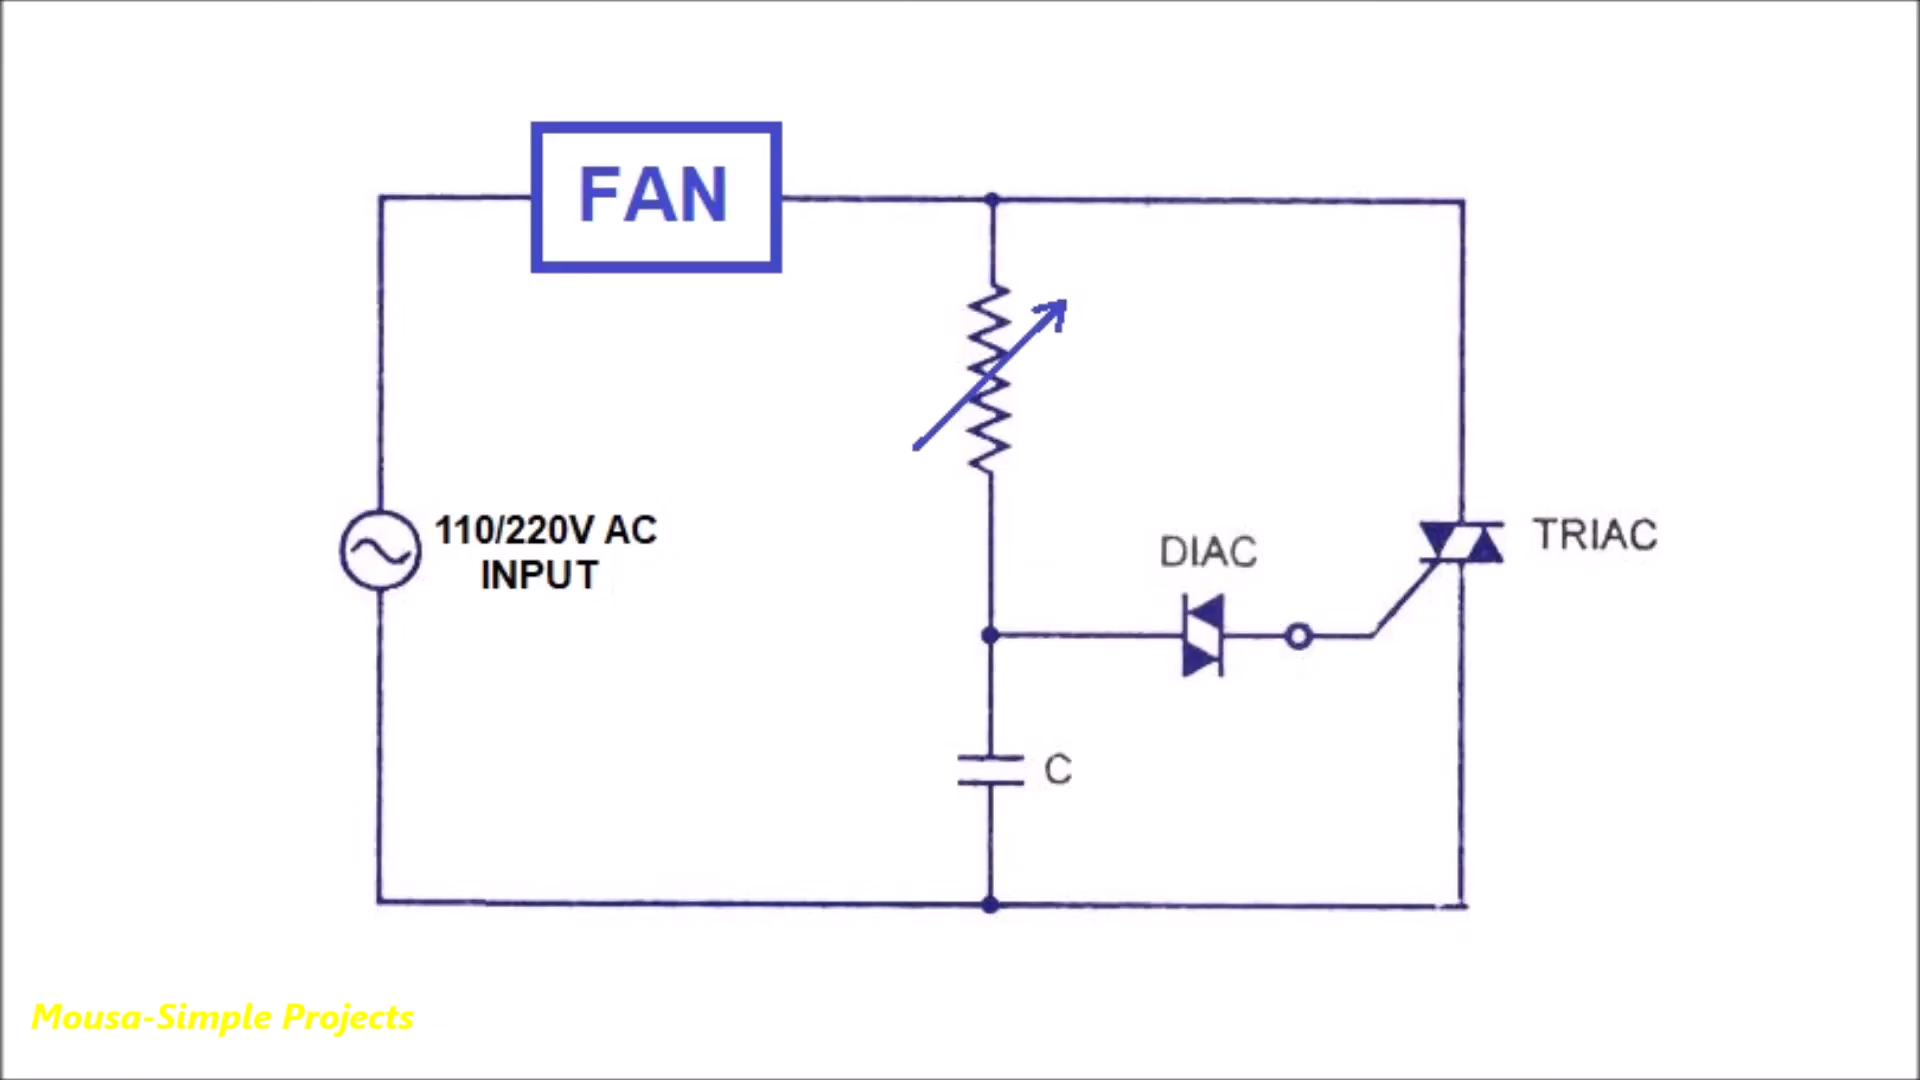 FAN
110/220V AC
INPUT
DIAC
TRIAC
C
Mousa-Simple Projects